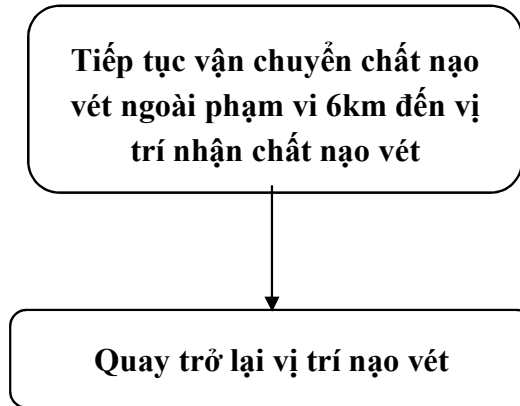 Tiếp tục vận chuyển chất nạo
vét ngoài phạm vi 6km đến vị
trí nhận chất nạo vét
Quay trở lại vị trí nạo vét